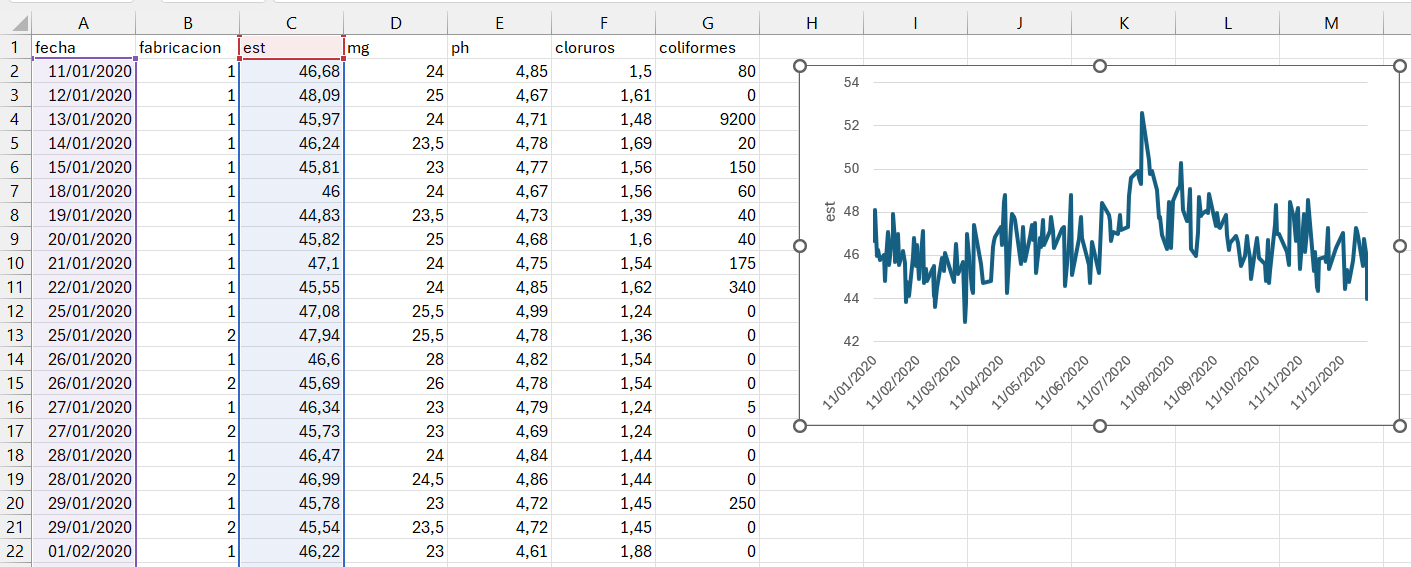 A B C D E F G H I J K L M
1 fecha fabricacion est mg ph cloruros coliformes
2 11/01/2020 1 46,68 24 4,85 1,5 80
3 12/01/2020 1 48,09 25 4,67 1,61 0
4 13/01/2020 1 45,97 24 4,71 1,48 9200
5 14/01/2020 1 46,24 23,5 4,78 1,69 20
6 15/01/2020 1 45,81 23 4,77 1,56 150
7 18/01/2020 1 46 24 4,67 1,56 60
8 19/01/2020 1 44,83 23,5 4,73 1,39 40
9 20/01/2020 1 45,82 25 4,68 1,6 40
10 21/01/2020 1 47,1 24 4,75 1,54 175
11 22/01/2020 1 45,55 24 4,85 1,62 340
12 25/01/2020 1 47,08 25,5 4,99 1,24 0
13 25/01/2020 2 47,94 25,5 4,78 1,36 0
14 26/01/2020 1 46,6 28 4,82 1,54 0
15 26/01/2020 2 45,69 26 4,78 1,54 0
16 27/01/2020 1 46,34 23 4,79 1,24 5
17 27/01/2020 2 45,73 23 4,69 1,24 0
18 28/01/2020 1 46,47 24 4,84 1,44 0
19 28/01/2020 2 46,99 24,5 4,86 1,44 0
20 29/01/2020 1 45,78 23 4,72 1,45 250
21 29/01/2020 2 45,54 23,5 4,72 1,45 0
22 01/02/2020 1 46,22 23 4,61 1,88 0
54
52
50
48
46
44
42
est
11/01/2020 11/02/2020 11/03/2020 11/04/2020 11/05/2020 11/06/2020 11/07/2020 11/08/2020 11/09/2020 11/10/2020 11/11/2020 11/12/2020